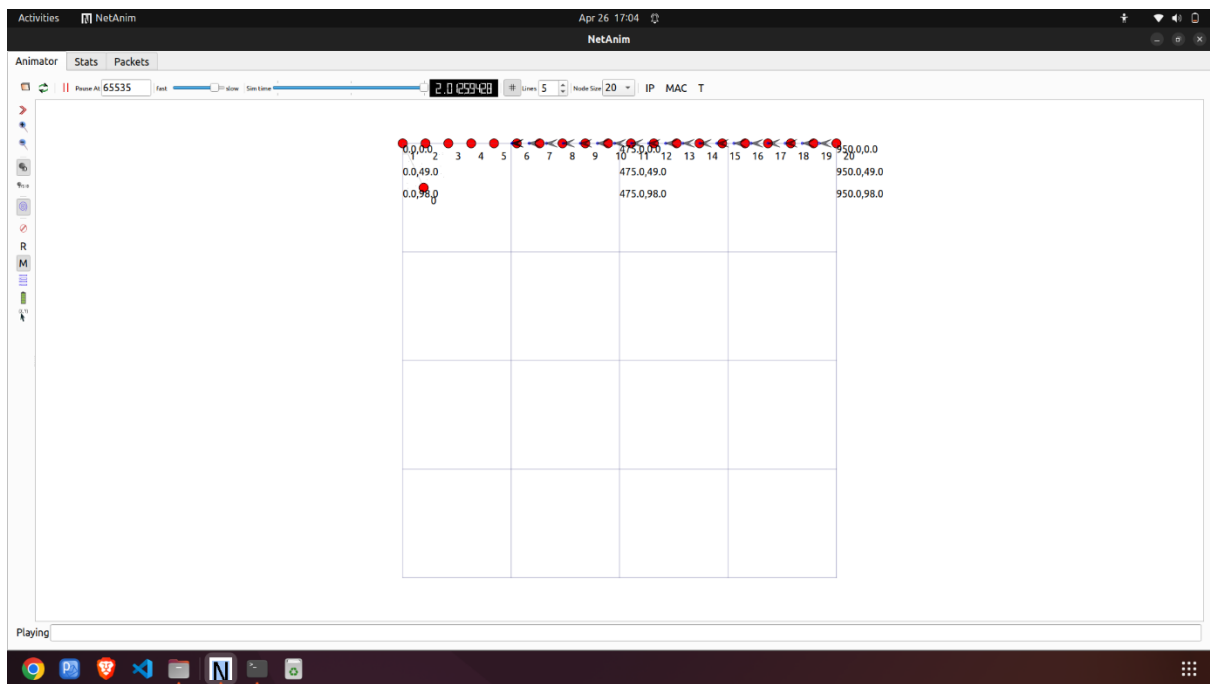 Activities NetAnim Apr 26 17:04
NetAnim
Animator Stats Packets
Pause At 65535 fast slow Sim time 2.01259428 # Lines 5 Node Size 20 IP MAC T
0.0,0.0 475.0,0.0 950.0,0.0
1 2 3 4 5 6 7 8 9 10 11 12 13 14 15 16 17 18 19 20
0.0,49.0 475.0,49.0 950.0,49.0
0.0,98.0 475.0,98.0 950.0,98.0
0
R
M
Playing
N